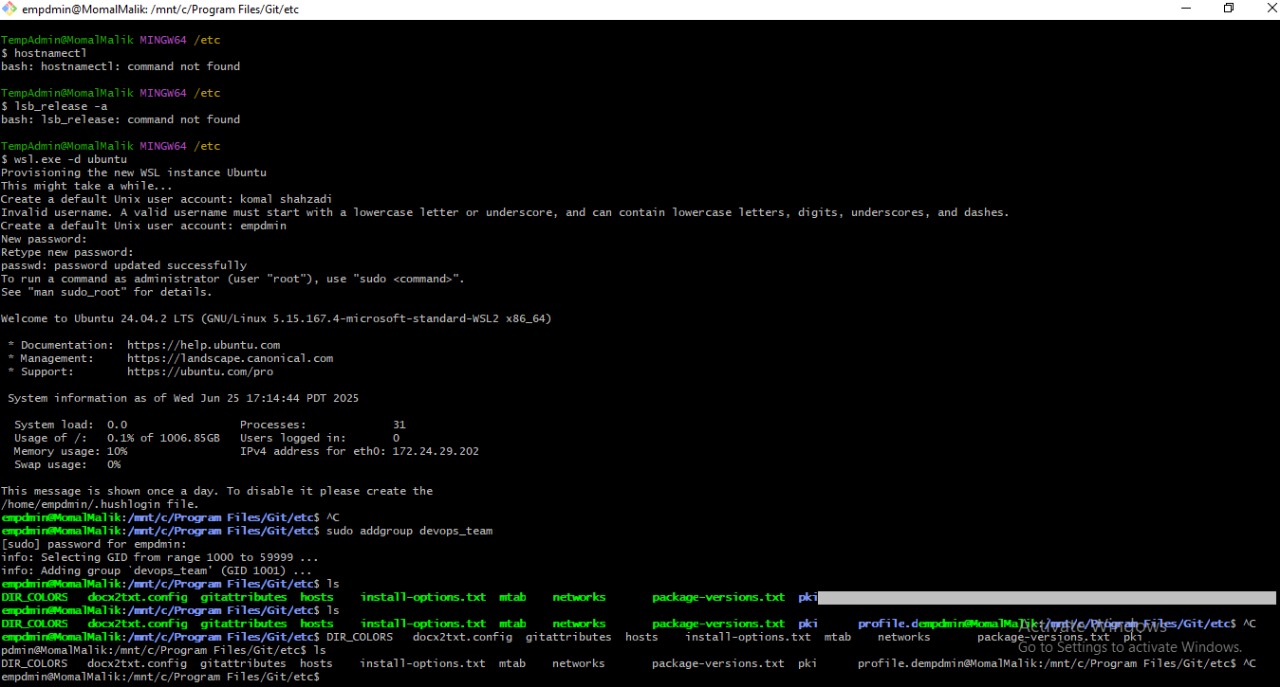 empdmin@MomalMalik: /mnt/c/Program Files/Git/etc
TempAdmin@MomalMalik MINGW64 /etc
$ hostnamectl
bash: hostnamectl: command not found
TempAdmin@MomalMalik MINGW64 /etc
$ lsb_release -a
bash: lsb_release: command not found
TempAdmin@MomalMalik MINGW64 /etc
$ wsl.exe -d ubuntu
Provisioning the new WSL instance Ubuntu
This might take a while...
Create a default Unix user account: komal shahzadi
Invalid username. A valid username must start with a lowercase letter or underscore, and can contain lowercase letters, digits, underscores, and dashes.
Create a default Unix user account: empdmin
New password:
Retype new password:
passwd: password updated successfully
To run a command as administrator (user "root"), use "sudo <command>".
See "man sudo_root" for details.
Welcome to Ubuntu 24.04.2 LTS (GNU/Linux 5.15.167.4-microsoft-standard-WSL2 x86_64)
* Documentation:  https://help.ubuntu.com
* Management:     https://landscape.canonical.com
* Support:        https://ubuntu.com/pro
System information as of Wed Jun 25 17:14:44 PDT 2025
System load:  0.0                 Processes:             31
Usage of /:   0.1% of 1006.85GB   Users logged in:       0
Memory usage: 10%                 IPv4 address for eth0: 172.24.29.202
Swap usage:   0%
This message is shown once a day. To disable it please create the
/home/empdmin/.hushlogin file.
empdmin@MomalMalik:/mnt/c/Program Files/Git/etc$ ^C
empdmin@MomalMalik:/mnt/c/Program Files/Git/etc$ sudo addgroup devops_team
[sudo] password for empdmin:
info: Selecting GID from range 1000 to 59999 ...
info: Adding group `devops_team' (GID 1001) ...
empdmin@MomalMalik:/mnt/c/Program Files/Git/etc$ ls
DIR_COLORS   docx2txt.config  gitattributes  hosts    install-options.txt  mtab    networks       package-versions.txt  pki
empdmin@MomalMalik:/mnt/c/Program Files/Git/etc$ ls
DIR_COLORS   docx2txt.config  gitattributes  hosts    install-options.txt  mtab    networks       package-versions.txt  pki      profile.dempdmin@MomalMalik:/mnt/c/Program Files/Git/etc$ ^C
empdmin@MomalMalik:/mnt/c/Program Files/Git/etc$ DIR_COLORS   docx2txt.config  gitattributes  hosts    install-options.txt  mtab    networks       package-versions.txt  pki
pdmin@MomalMalik:/mnt/c/Program Files/Git/etc$ ls
DIR_COLORS   docx2txt.config  gitattributes  hosts    install-options.txt  mtab    networks       package-versions.txt  pki      profile.dempdmin@MomalMalik:/mnt/c/Program Files/Git/etc$ ^C
empdmin@MomalMalik:/mnt/c/Program Files/Git/etc$
Activate Windows
Go to Settings to activate Windows.